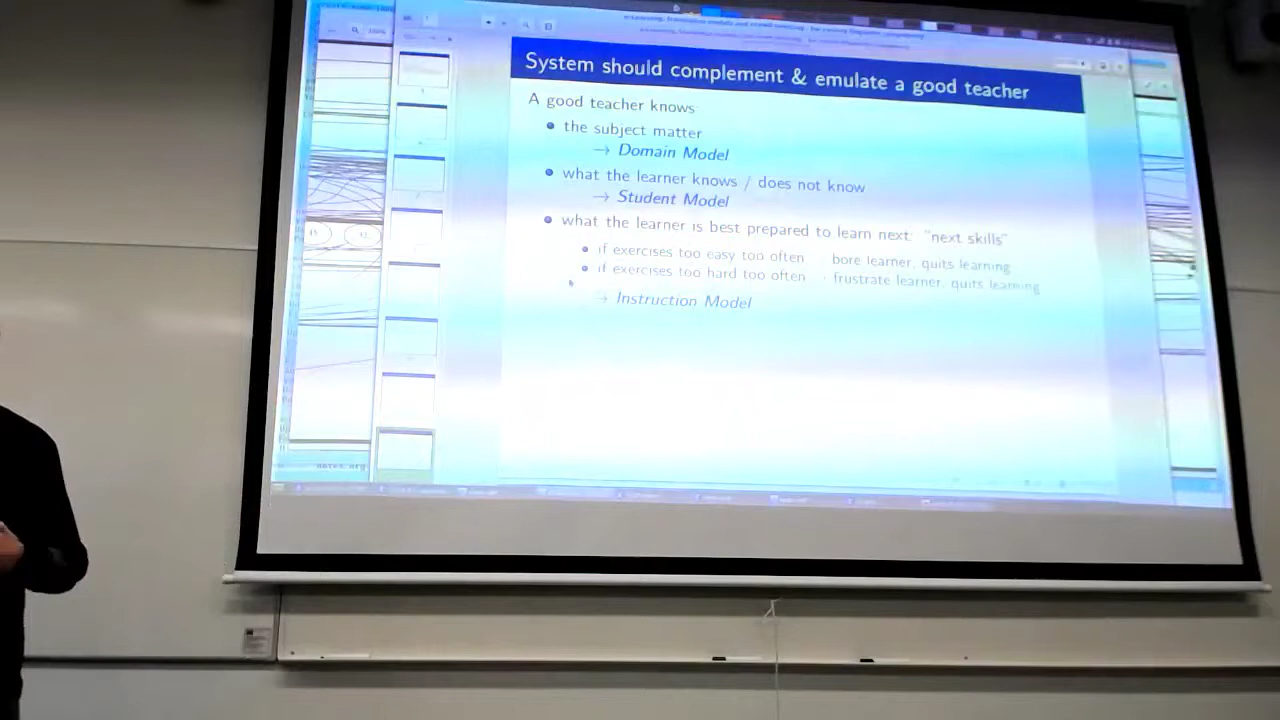 System should complement & emulate a good teacher
A good teacher knows
the subject matter
→ Domain Model
what the learner knows / does not know
→ Student Model
what the learner is best prepared to learn next: "next skills"
if exercises too easy too often bore learner, quits learning
if exercises too hard too often frustrate learner, quits learning
→ Instruction Model
notes.org